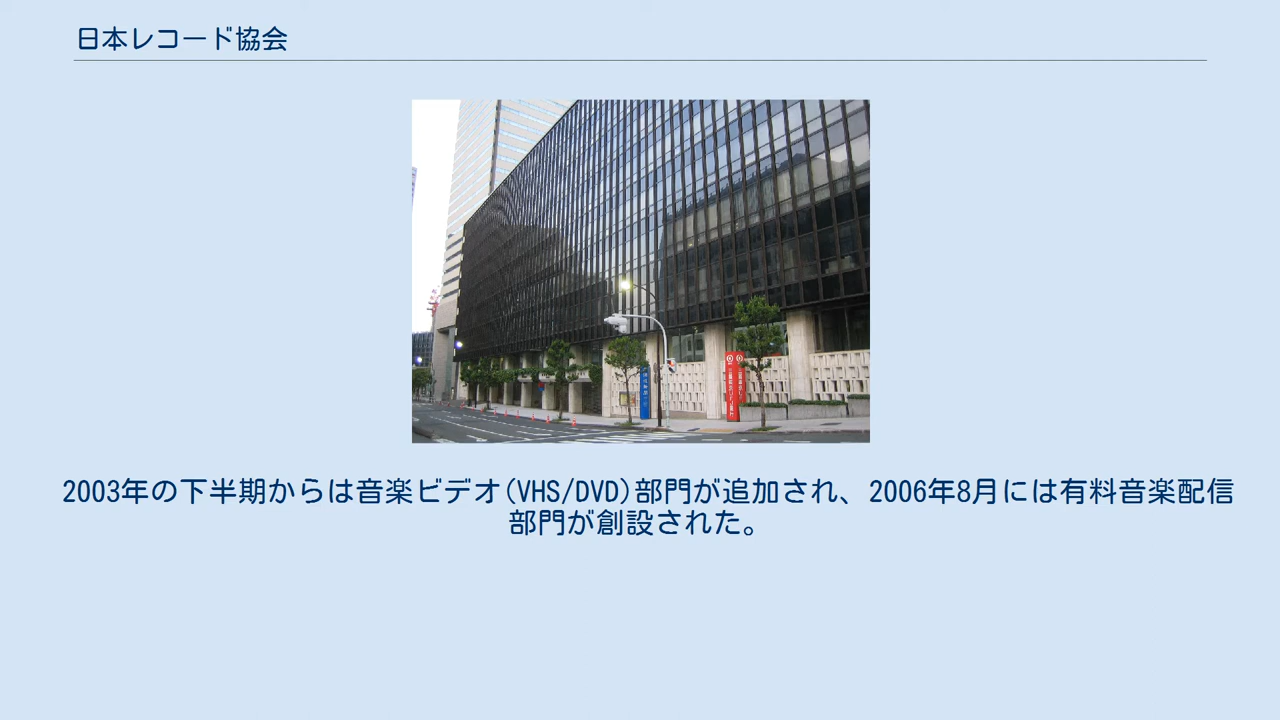 日本レコード協会
2003年の下半期からは音楽ビデオ(VHS/DVD)部門が追加され、2006年8月には有料音楽配信
部門が創設された。